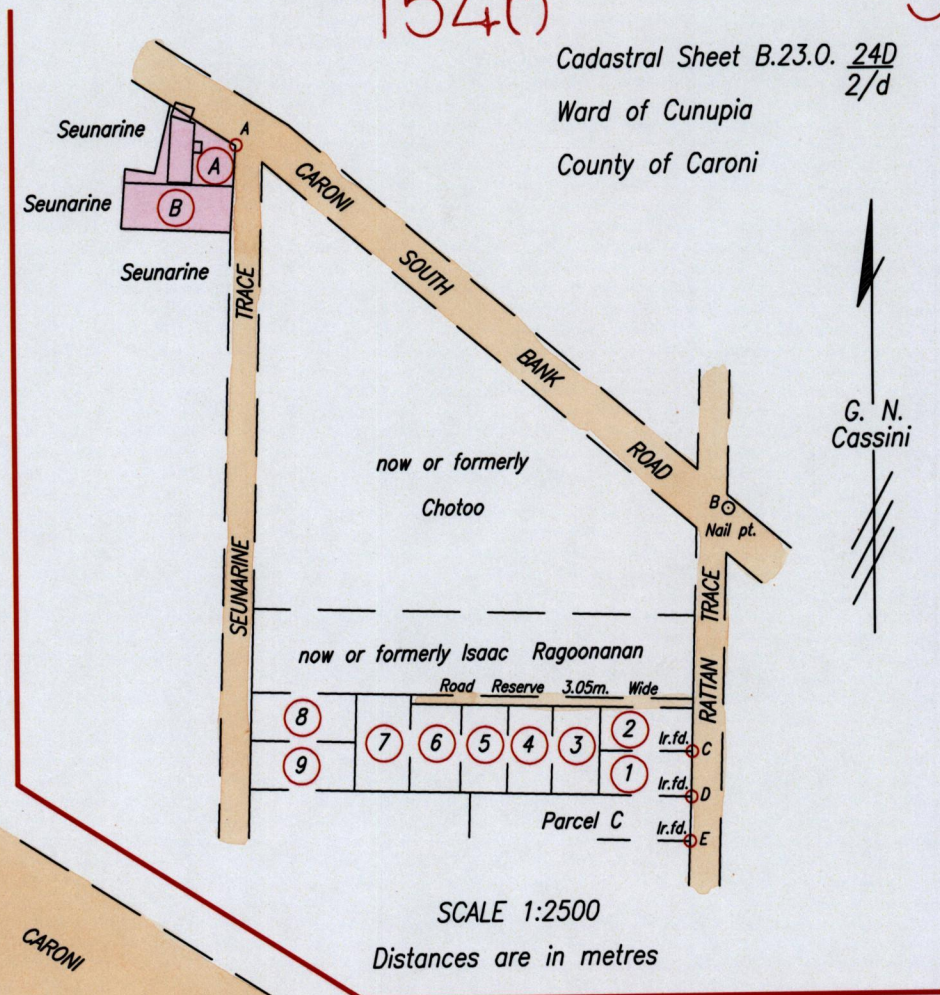 1540
Cadastral Sheet B.23.O. 24D
2/d
Ward of Cunupia
County of Caroni
Seunarine
A
A
Seunarine
B
Seunarine
TRACE
CARONI
SOUTH
BANK
ROAD
G. N.
Cassini
now or formerly
Chotoo
B
Nail pt.
SEUNARINE
TRACE
RATTAN
now or formerly Isaac Ragoonanan
Road Reserve 3.05m. Wide
8
9
7
6
5
4
3
2
1
Ir.fd. C
Ir.fd. D
Ir.fd. E
Parcel C
SCALE 1:2500
Distances are in metres
CARONI